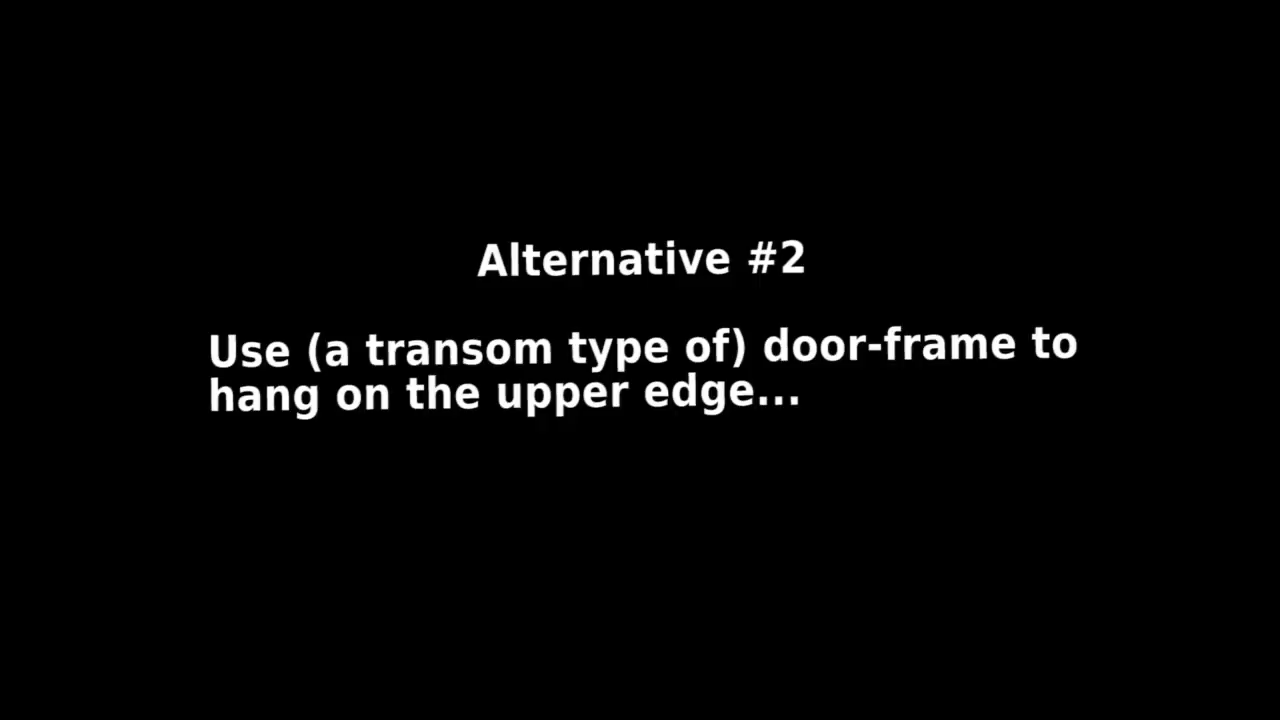 Alternative #2
Use (a transom type of) door-frame to
hang on the upper edge...